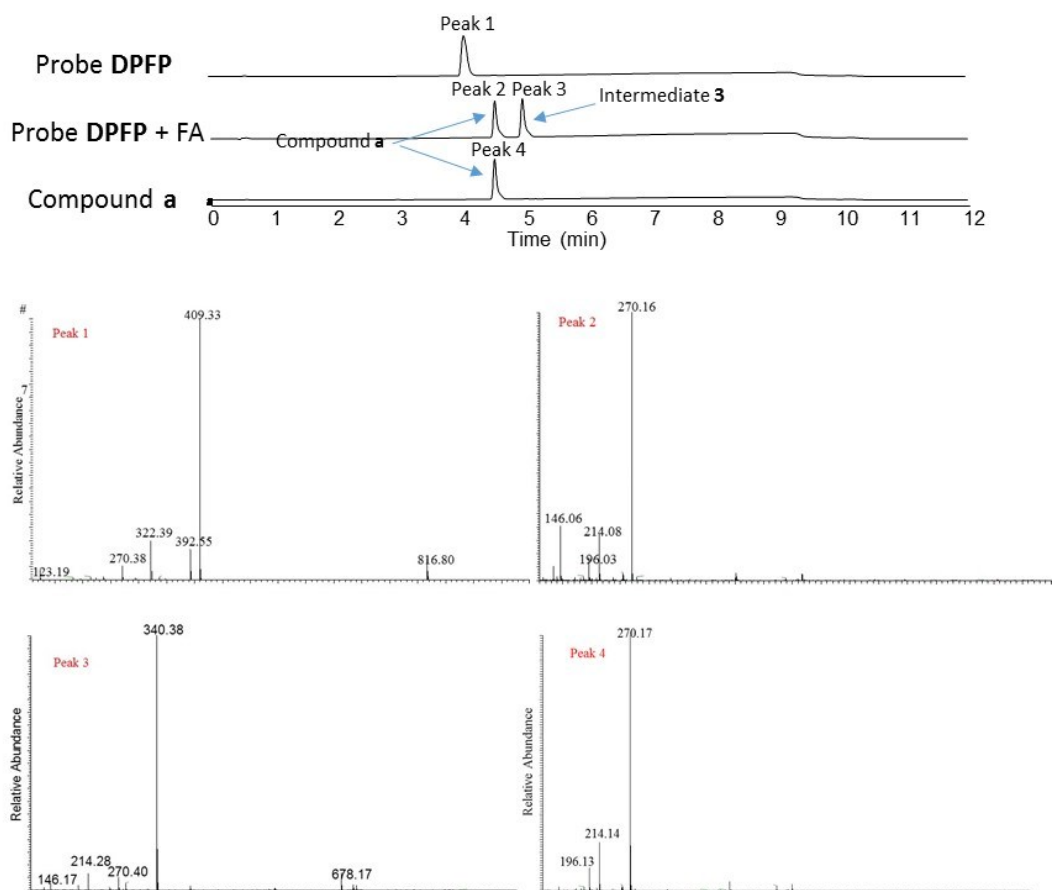 Peak 1
Probe DPFP
Peak 2 Peak 3
Intermediate 3
Probe DPFP + FA
Compound a
Peak 4
Compound a
0 1 2 3 4 5 6 7 8 9 10 11 12
Time (min)
#
7
Relative Abundance
Peak 1
409.33
322.39
392.55
270.38
123.19
816.80
Peak 2
270.16
146.06
214.08
196.03
Relative Abundance
Peak 3
340.38
214.28
146.17
270.40
678.17
Relative Abundance
Peak 4
270.17
214.14
196.13